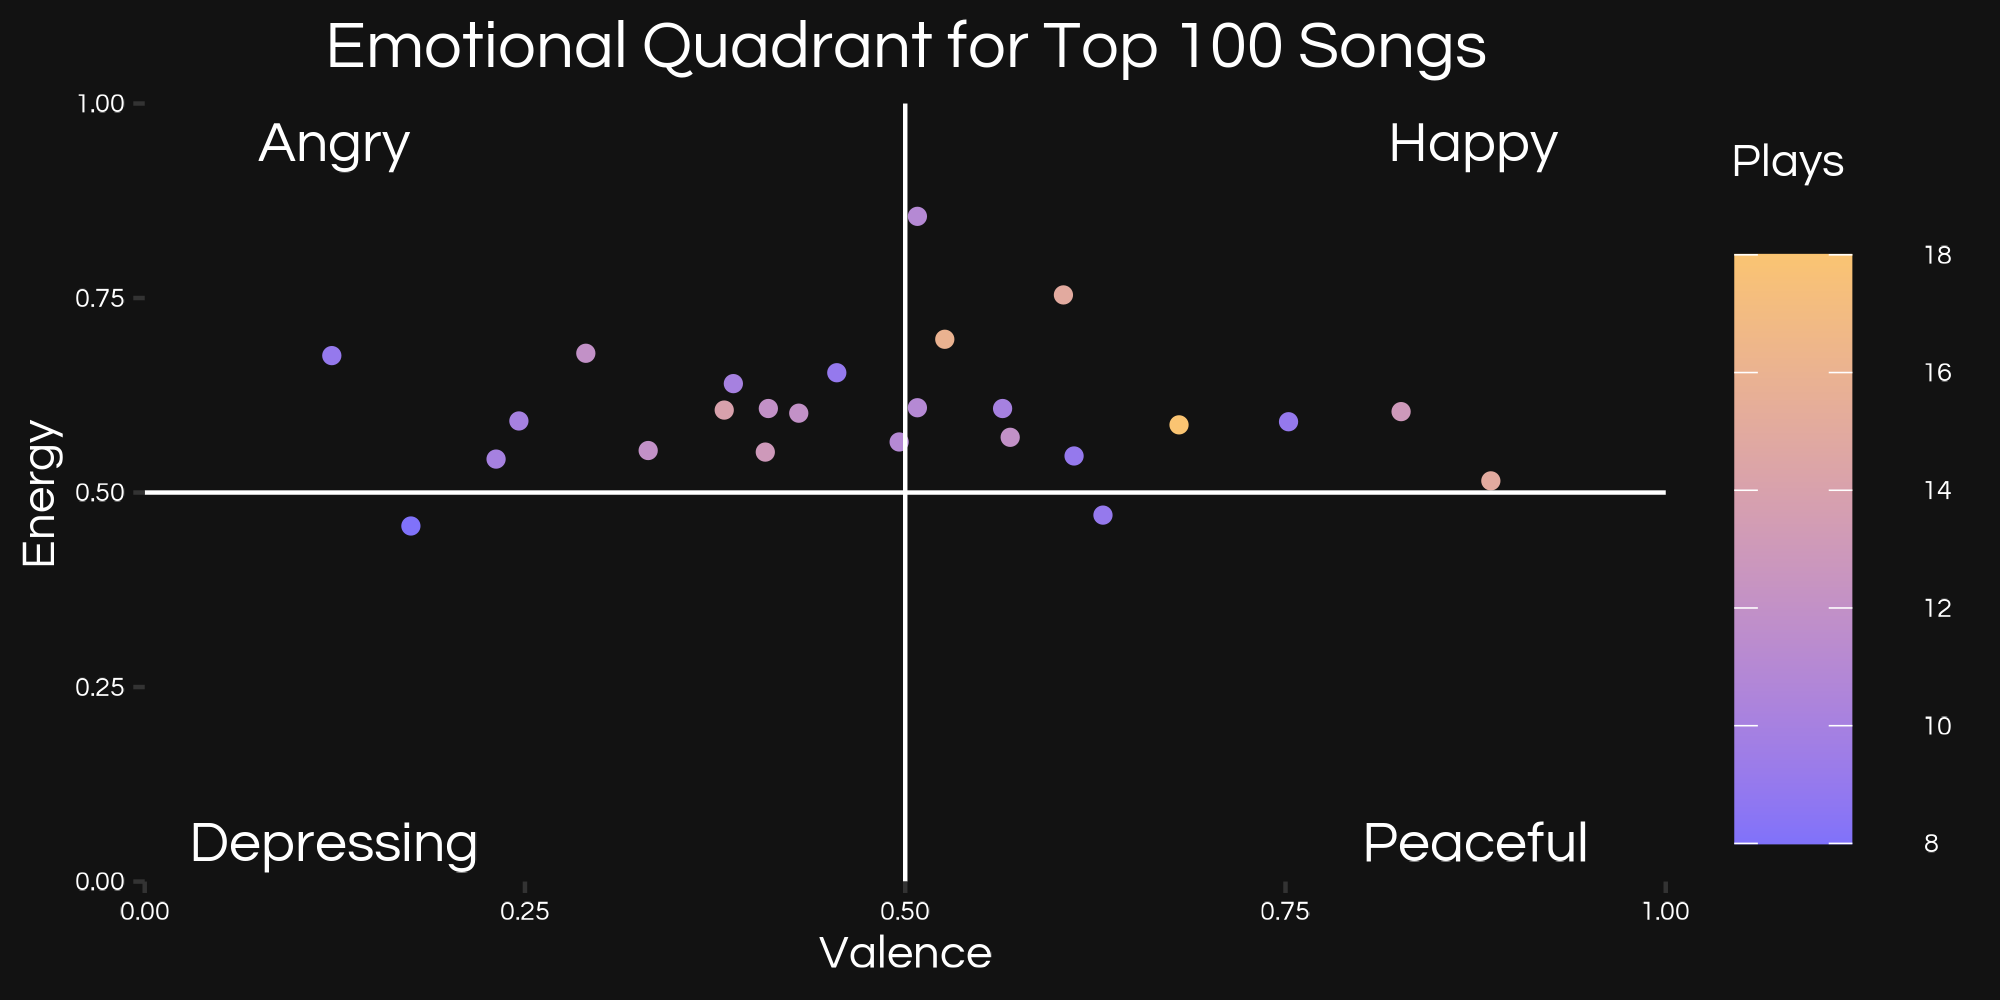 Emotional Quadrant for Top 100 Songs
1.00
Angry
Happy
Plays
18
0.75
16
Energy
0.50
14
12
0.25
10
Depressing
Peaceful
8
0.00
0.00
0.25
0.50
0.75
1.00
Valence